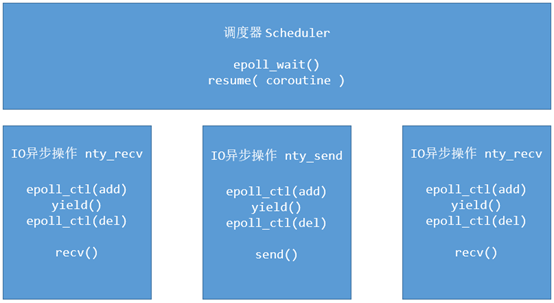 调度器 Scheduler
epoll_wait()
resume( coroutine )
IO异步操作 nty_recv
epoll_ctl(add)
yield()
epoll_ctl(del)
recv()
IO异步操作 nty_send
epoll_ctl(add)
yield()
epoll_ctl(del)
send()
IO异步操作 nty_recv
epoll_ctl(add)
yield()
epoll_ctl(del)
recv()